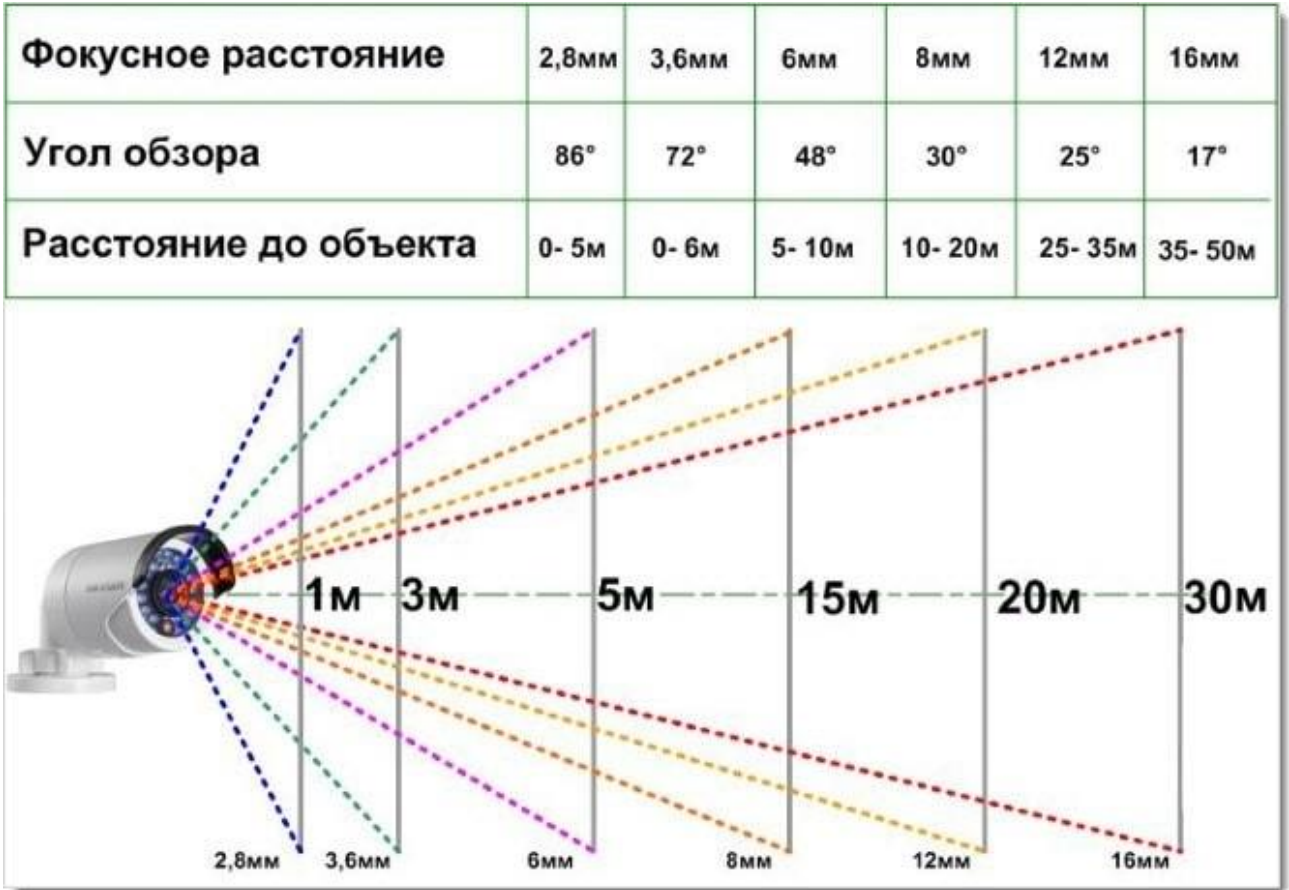 Фокусное расстояние 2,8мм 3,6мм 6мм 8мм 12мм 16мм
Угол обзора 86° 72° 48° 30° 25° 17°
Расстояние до объекта 0- 5м 0- 6м 5- 10м 10- 20м 25- 35м 35- 50м
1м 3м 5м 15м 20м 30м
2,8мм 3,6мм 6мм 8мм 12мм 16мм